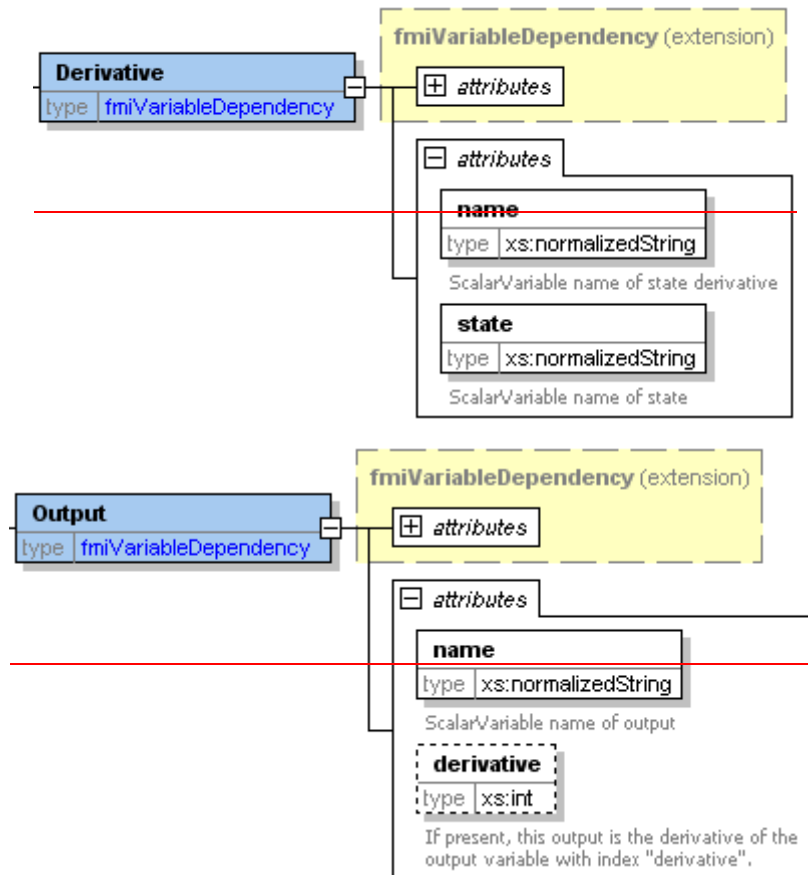 fmiVariableDependency (extension)
Derivative
type fmiVariableDependency
attributes
attributes
name
type xs:normalizedString
ScalarVariable name of state derivative
state
type xs:normalizedString
ScalarVariable name of state
fmiVariableDependency (extension)
Output
type fmiVariableDependency
attributes
attributes
name
type xs:normalizedString
ScalarVariable name of output
derivative
type xs:int
If present, this output is the derivative of the
output variable with index "derivative".